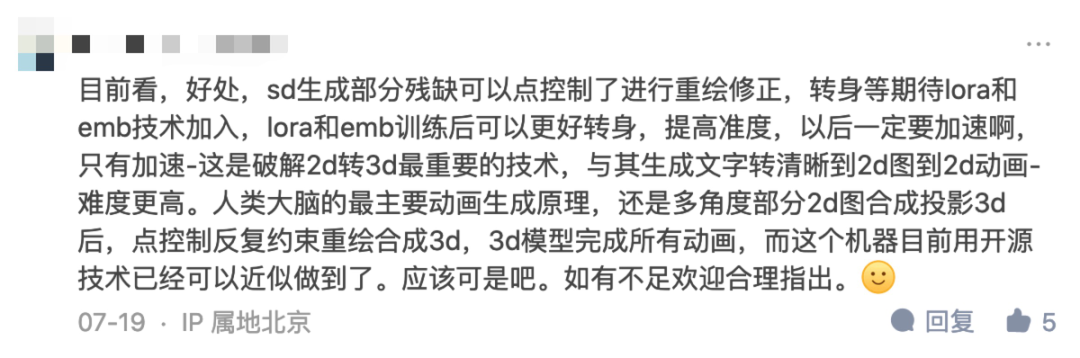 目前看，好处，sd生成部分残缺可以点控制了进行重绘修正，转身等期待lora和
emb技术加入，lora和emb训练后可以更好转身，提高准度，以后一定要加速啊，
只有加速-这是破解2d转3d最重要的技术，与其生成文字转清晰到2d图到2d动画-
难度更高。人类大脑的最主要动画生成原理，还是多角度部分2d图合成投影3d
后，点控制反复约束重绘合成3d，3d模型完成所有动画，而这个机器目前用开源
技术已经可以近似做到了。应该可是吧。如有不足欢迎合理指出。🙂
07-19 · IP 属地北京 回复 5